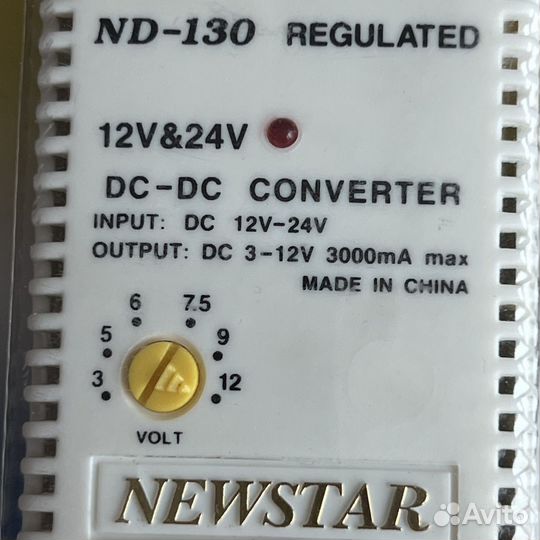 ND-130 REGULATED
12V&24V
DC-DC CONVERTER
INPUT: DC 12V-24V
OUTPUT: DC 3-12V 3000mA max
MADE IN CHINA
6 7.5
5 9
3 12
VOLT
NEWSTAR
Avito